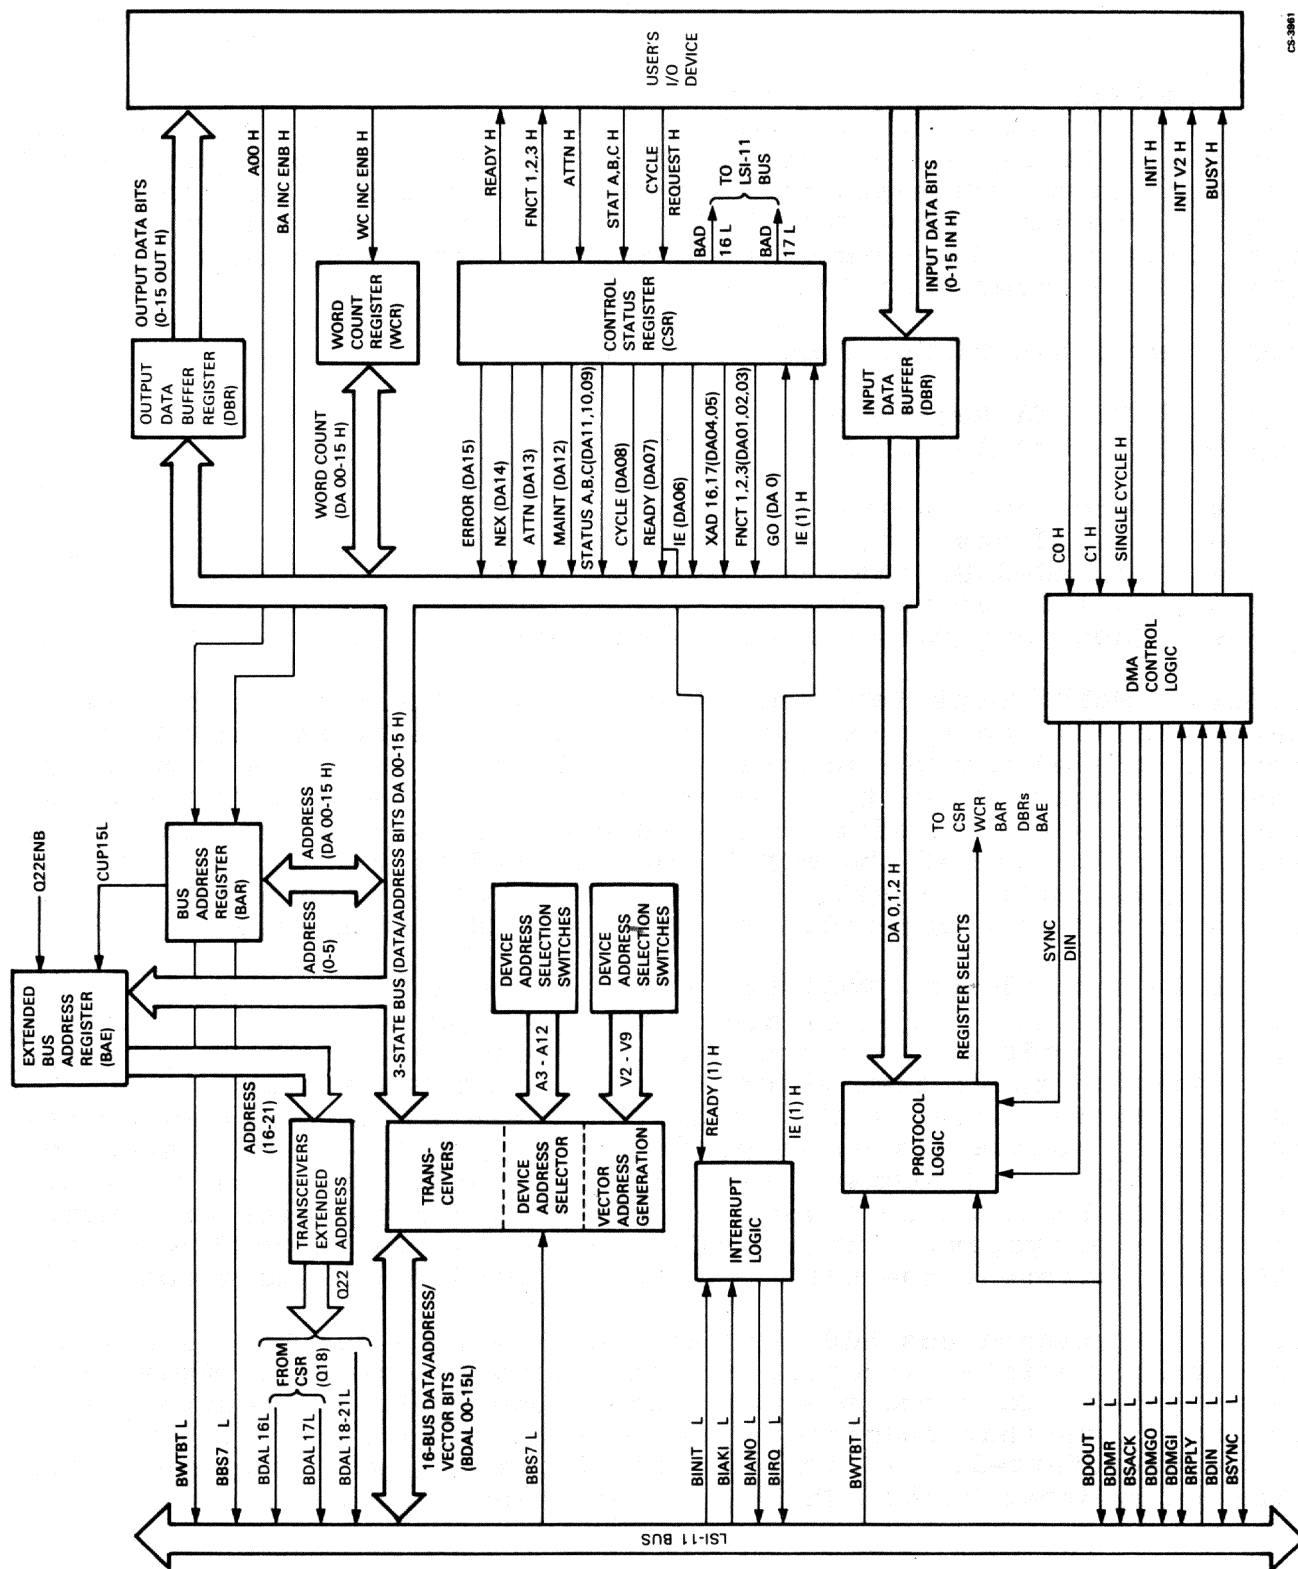 CS-3961
USER'S
I/O
DEVICE
OUTPUT DATA BITS
(0-15 OUT H)
A00 H
BA INC ENB H
WC INC ENB H
READY H
FNCT 1,2,3 H
ATTN H
STAT A,B,C H
CYCLE
REQUEST H
BAD
16 L
BAD
17 L
TO
LSI-11
BUS
INPUT DATA BITS
(0-15 IN H)
C0 H
C1 H
SINGLE CYCLE H
INIT H
INIT V2 H
BUSY H
OUTPUT
DATA
BUFFER
REGISTER
(DBR)
WORD
COUNT
REGISTER
(WCR)
CONTROL
STATUS
REGISTER
(CSR)
INPUT
DATA
BUFFER
(DBR)
WORD COUNT
(DA 00-15 H)
ERROR (DA15)
NEX (DA14)
ATTN (DA13)
MAINT (DA12)
STATUS A,B,C(DA11,10,09)
CYCLE (DA08)
READY (DA07)
IE (DA06)
XAD 16,17(DA04,05)
FNCT 1,2,3(DA01,02,03)
GO (DA 0)
IE (1) H
DMA
CONTROL
LOGIC
Q22ENB
CUP15L
BUS
ADDRESS
REGISTER
(BAR)
ADDRESS
(DA 00-15 H)
ADDRESS
(0-5)
3-STATE BUS (DATA/ADDRESS BITS DA 00-15 H)
EXTENDED
BUS
ADDRESS
REGISTER
(BAE)
ADDRESS
(16-21)
DEVICE
ADDRESS
SELECTION
SWITCHES
DEVICE
ADDRESS
SELECTION
SWITCHES
A3 - A12
V2 - V9
DA 0,1,2 H
TO
CSR
WCR
BAR
DBRs
BAE
REGISTER SELECTS
SYNC
DIN
READY (1) H
IE (1) H
TRANSCEIVERS
EXTENDED
ADDRESS
Q22
TRANS-
CEIVERS
DEVICE
ADDRESS
SELECTOR
VECTOR
ADDRESS
GENERATION
INTERRUPT
LOGIC
PROTOCOL
LOGIC
BWTBT L
BBS7 L
BDAL 16L
BDAL 17L
FROM
CSR
(Q18)
BDAL 18-21L
16-BUS DATA/ADDRESS/
VECTOR BITS
(BDAL 00-15L)
BBS7 L
BINIT L
BIAKI L
BIANO L
BIRQ L
BWTBT L
BDOUT L
BDMR L
BSACK L
BDMGO L
BDMGI L
BRPLY L
BDIN L
BSYNC L
LSI-11 BUS